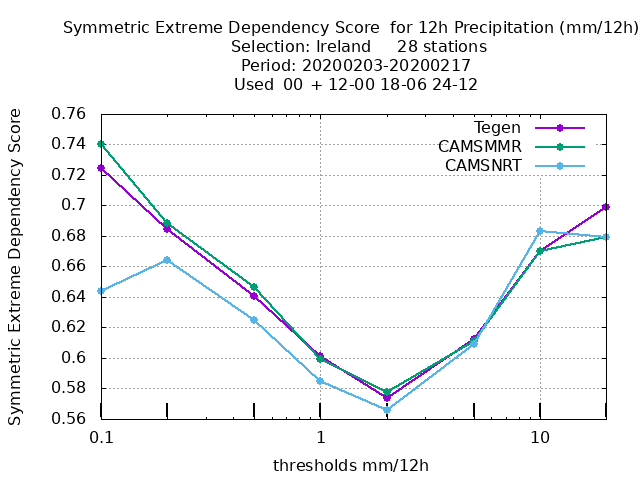 Symmetric Extreme Dependency Score  for 12h Precipitation (mm/12h)
Selection: Ireland     28 stations
Period: 20200203-20200217
Used  00  + 12-00 18-06 24-12
Symmetric Extreme Dependency Score
0.76
0.74
0.72
0.7
0.68
0.66
0.64
0.62
0.6
0.58
0.56
Tegen
CAMSMMR
CAMSNRT
0.1
1
10
thresholds mm/12h